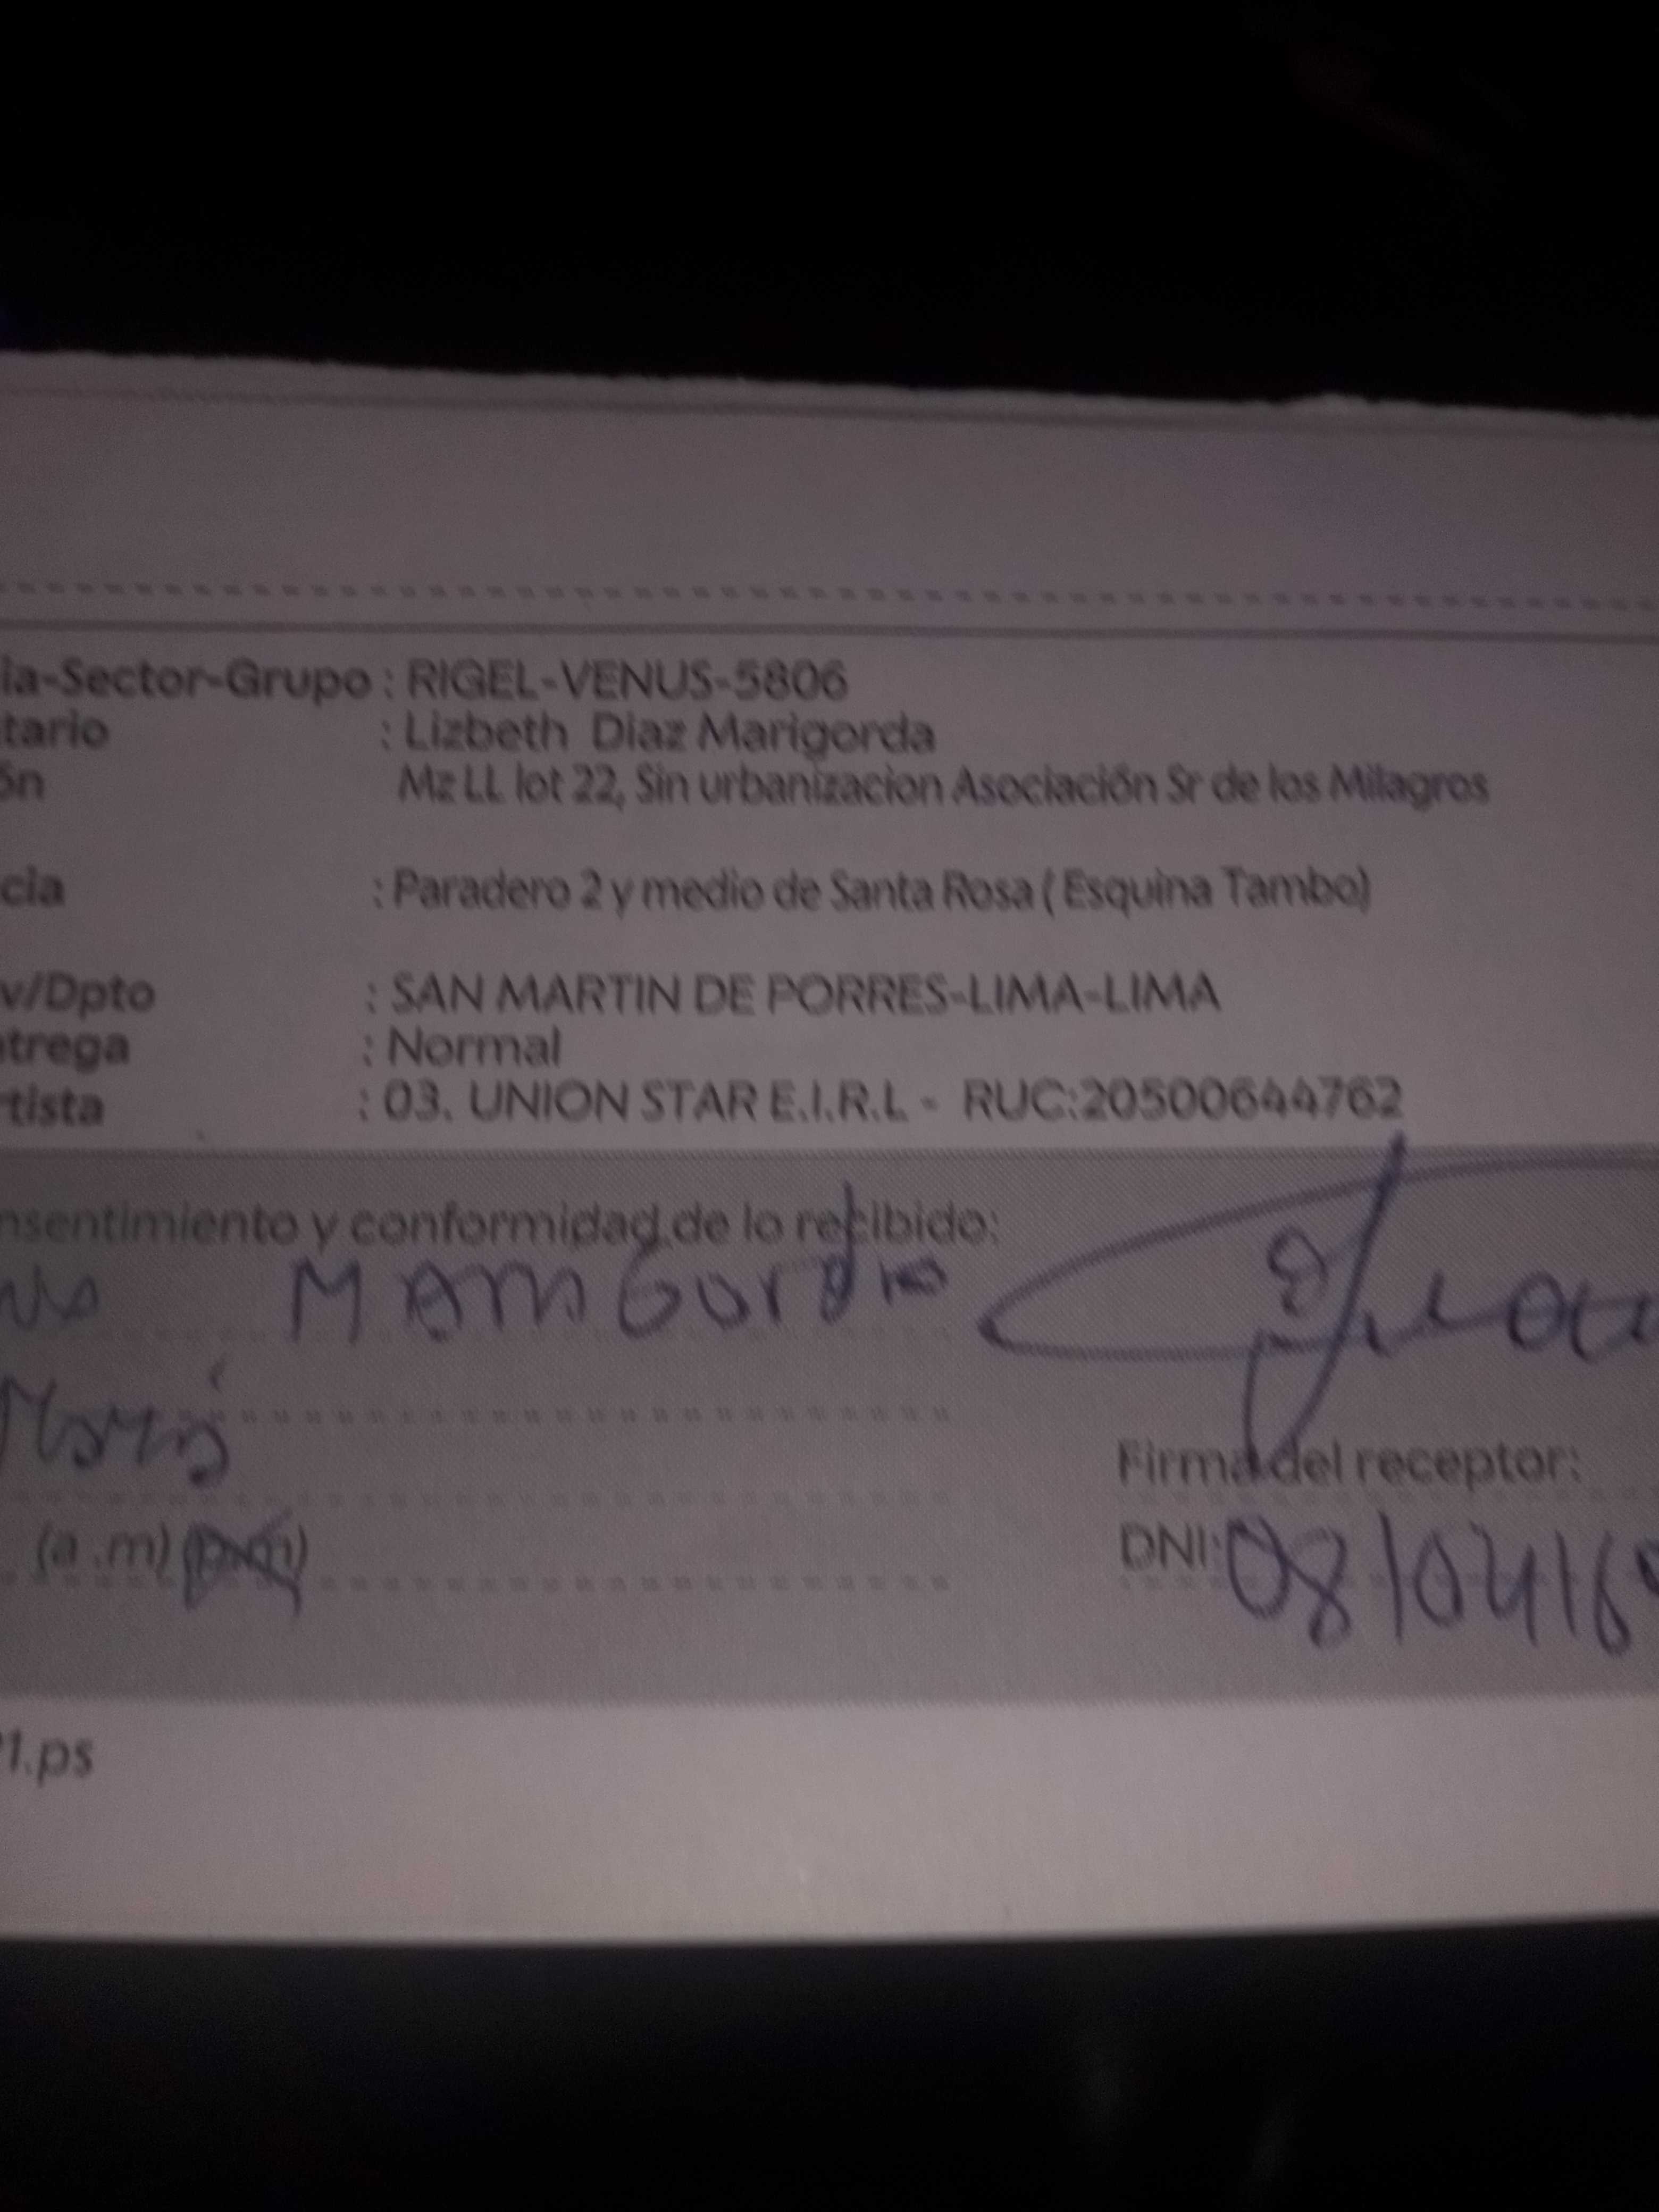 ia-Sector-Grupo : RIGEL-VENUS-5806
tario : Lizbeth Diaz Marigorda
ón Mz LL lot 22, Sin urbanizacion Asociación Sr de los Milagros
cia : Paradero 2 y medio de Santa Rosa ( Esquina Tambo)
v/Dpto : SAN MARTIN DE PORRES-LIMA-LIMA
trega : Normal
rtista : 03. UNION STAR E.I.R.L - RUC:20500644762
nsentimiento y conformidad de lo recibido:
Firma del receptor:
(a .m) (p.m)
DNI: 081041
1.ps